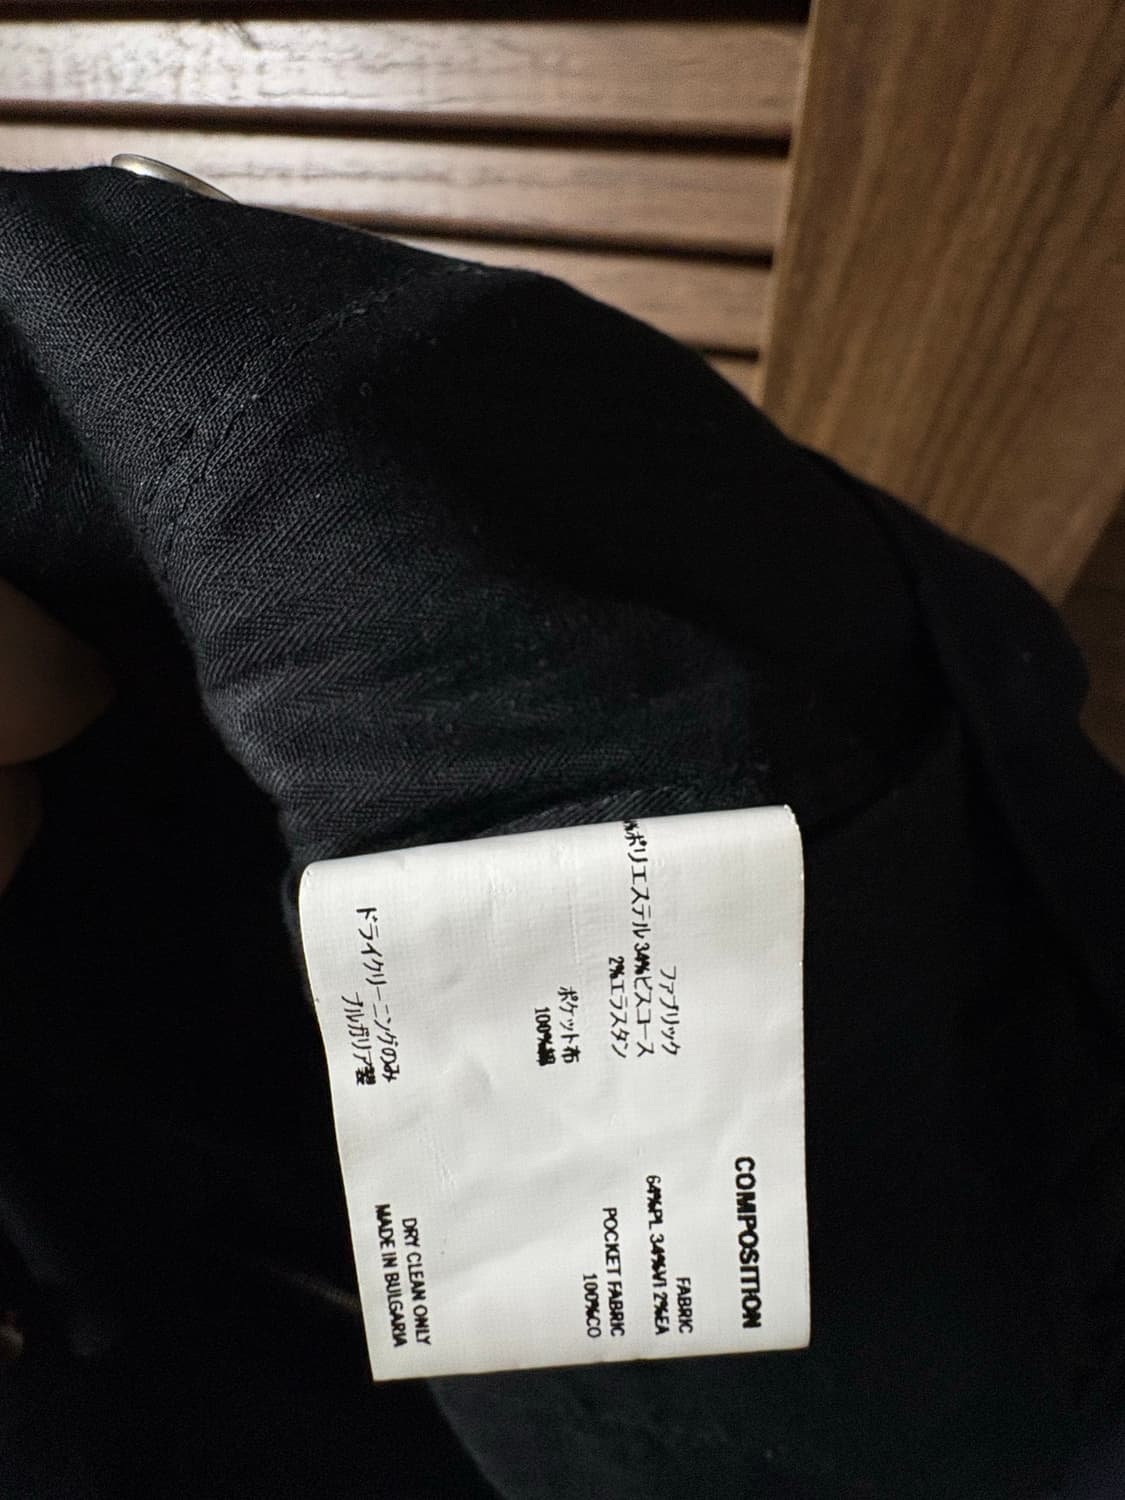 COMPOSITION
FABRIC
64%PL 34%VI 2%EA
POCKET FABRIC
100%CO
DRY CLEAN ONLY
MADE IN BULGARIA
ファブリック
%ポリエステル 34%ビスコース
2%エラスタン
ポケット布
100%綿
ドライクリーニングのみ
ブルガリア製